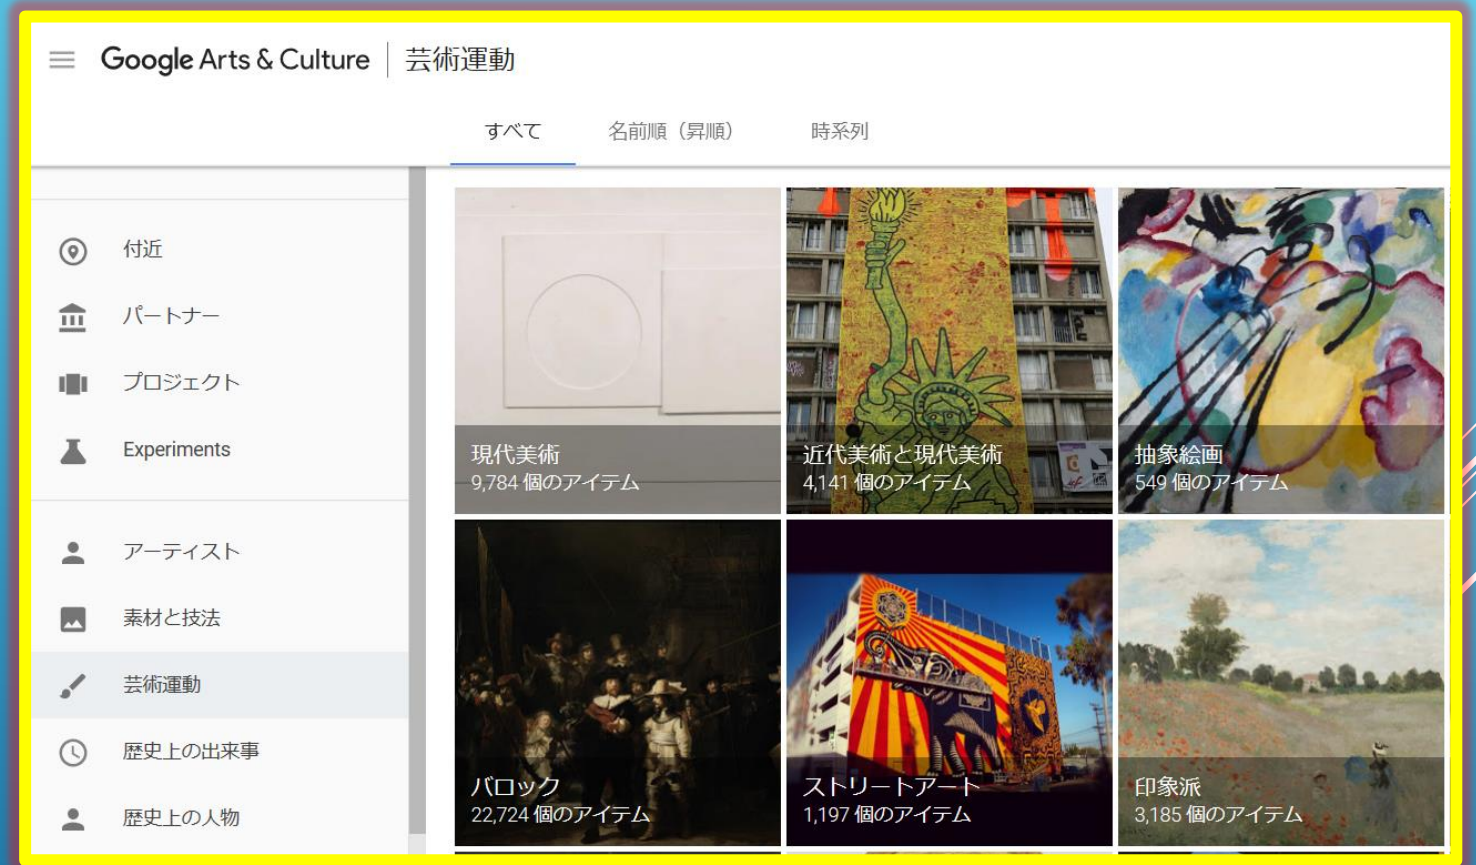 Google Arts & Culture 芸術運動
すべて 名前順（昇順） 時系列
付近
パートナー
プロジェクト
Experiments
アーティスト
素材と技法
芸術運動
歴史上の出来事
歴史上の人物
現代美術
9,784 個のアイテム
近代美術と現代美術
4,141 個のアイテム
抽象絵画
549 個のアイテム
バロック
22,724 個のアイテム
ストリートアート
1,197 個のアイテム
印象派
3,185 個のアイテム